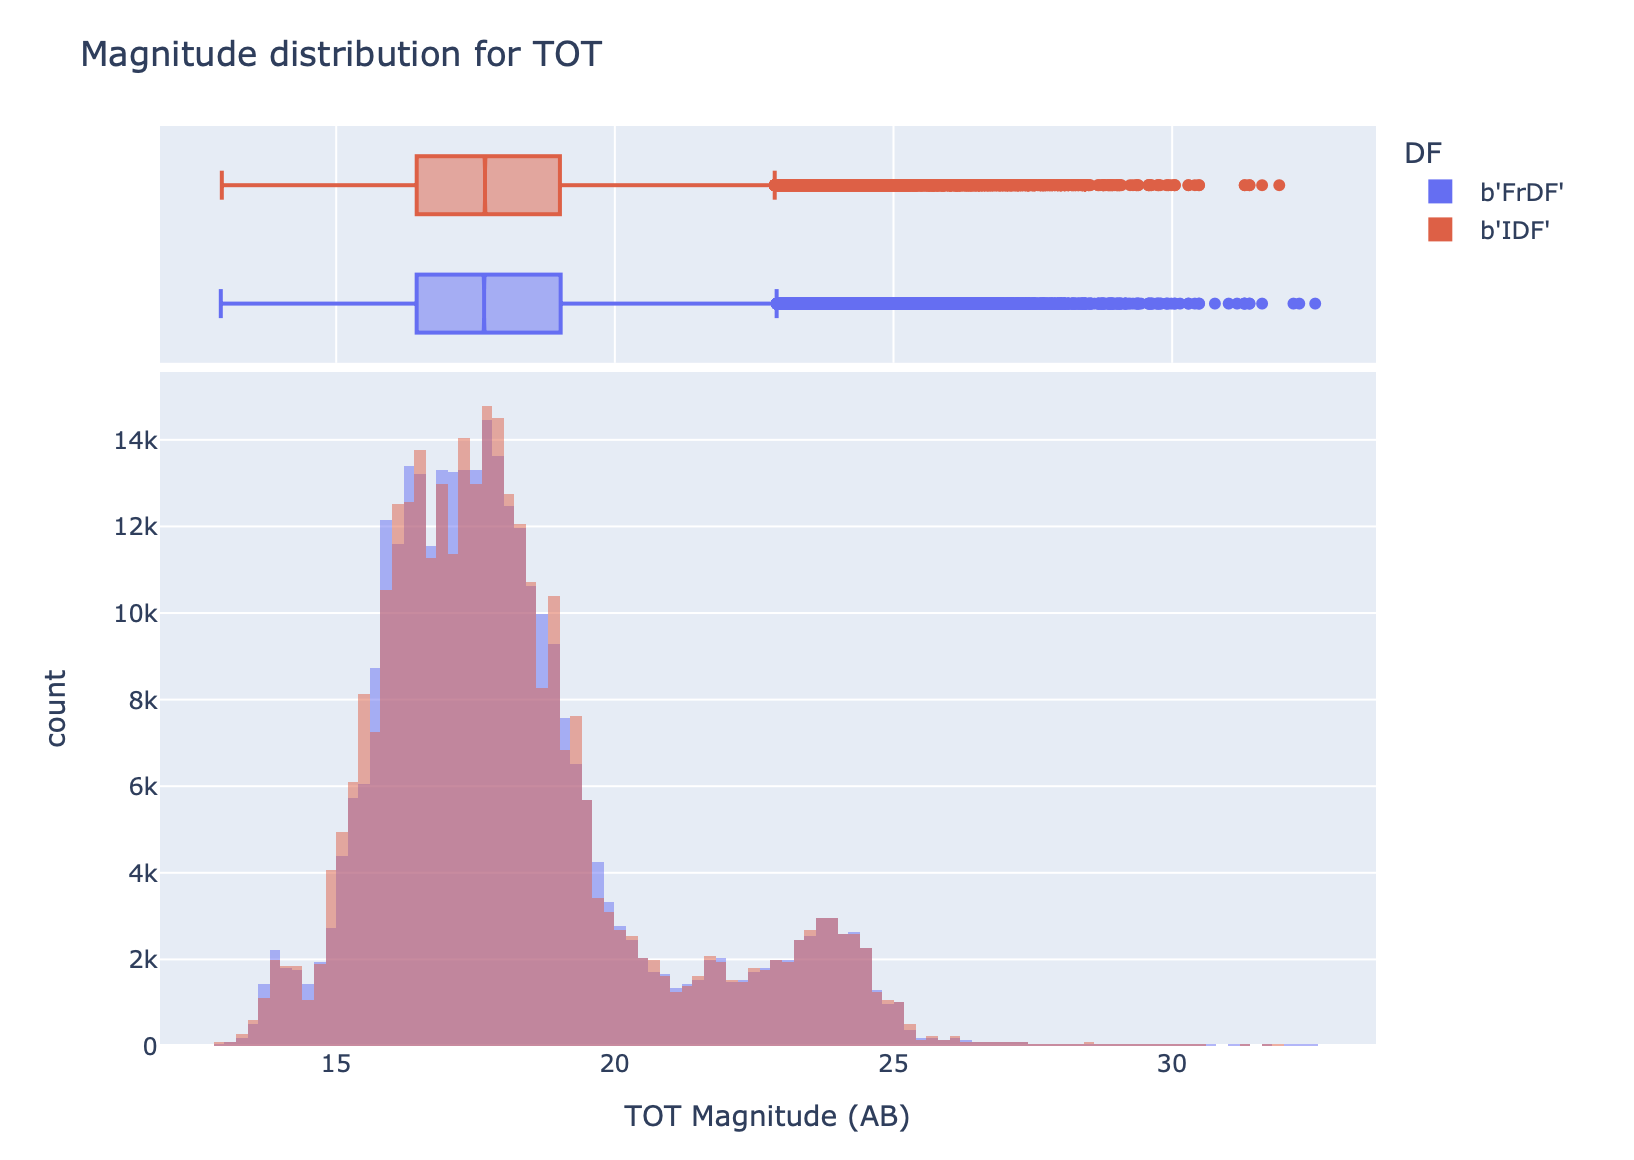 Magnitude distribution for TOT
DF
b'FrDF'
b'IDF'
14k
12k
10k
8k
6k
4k
2k
0
count
15 20 25 30
TOT Magnitude (AB)